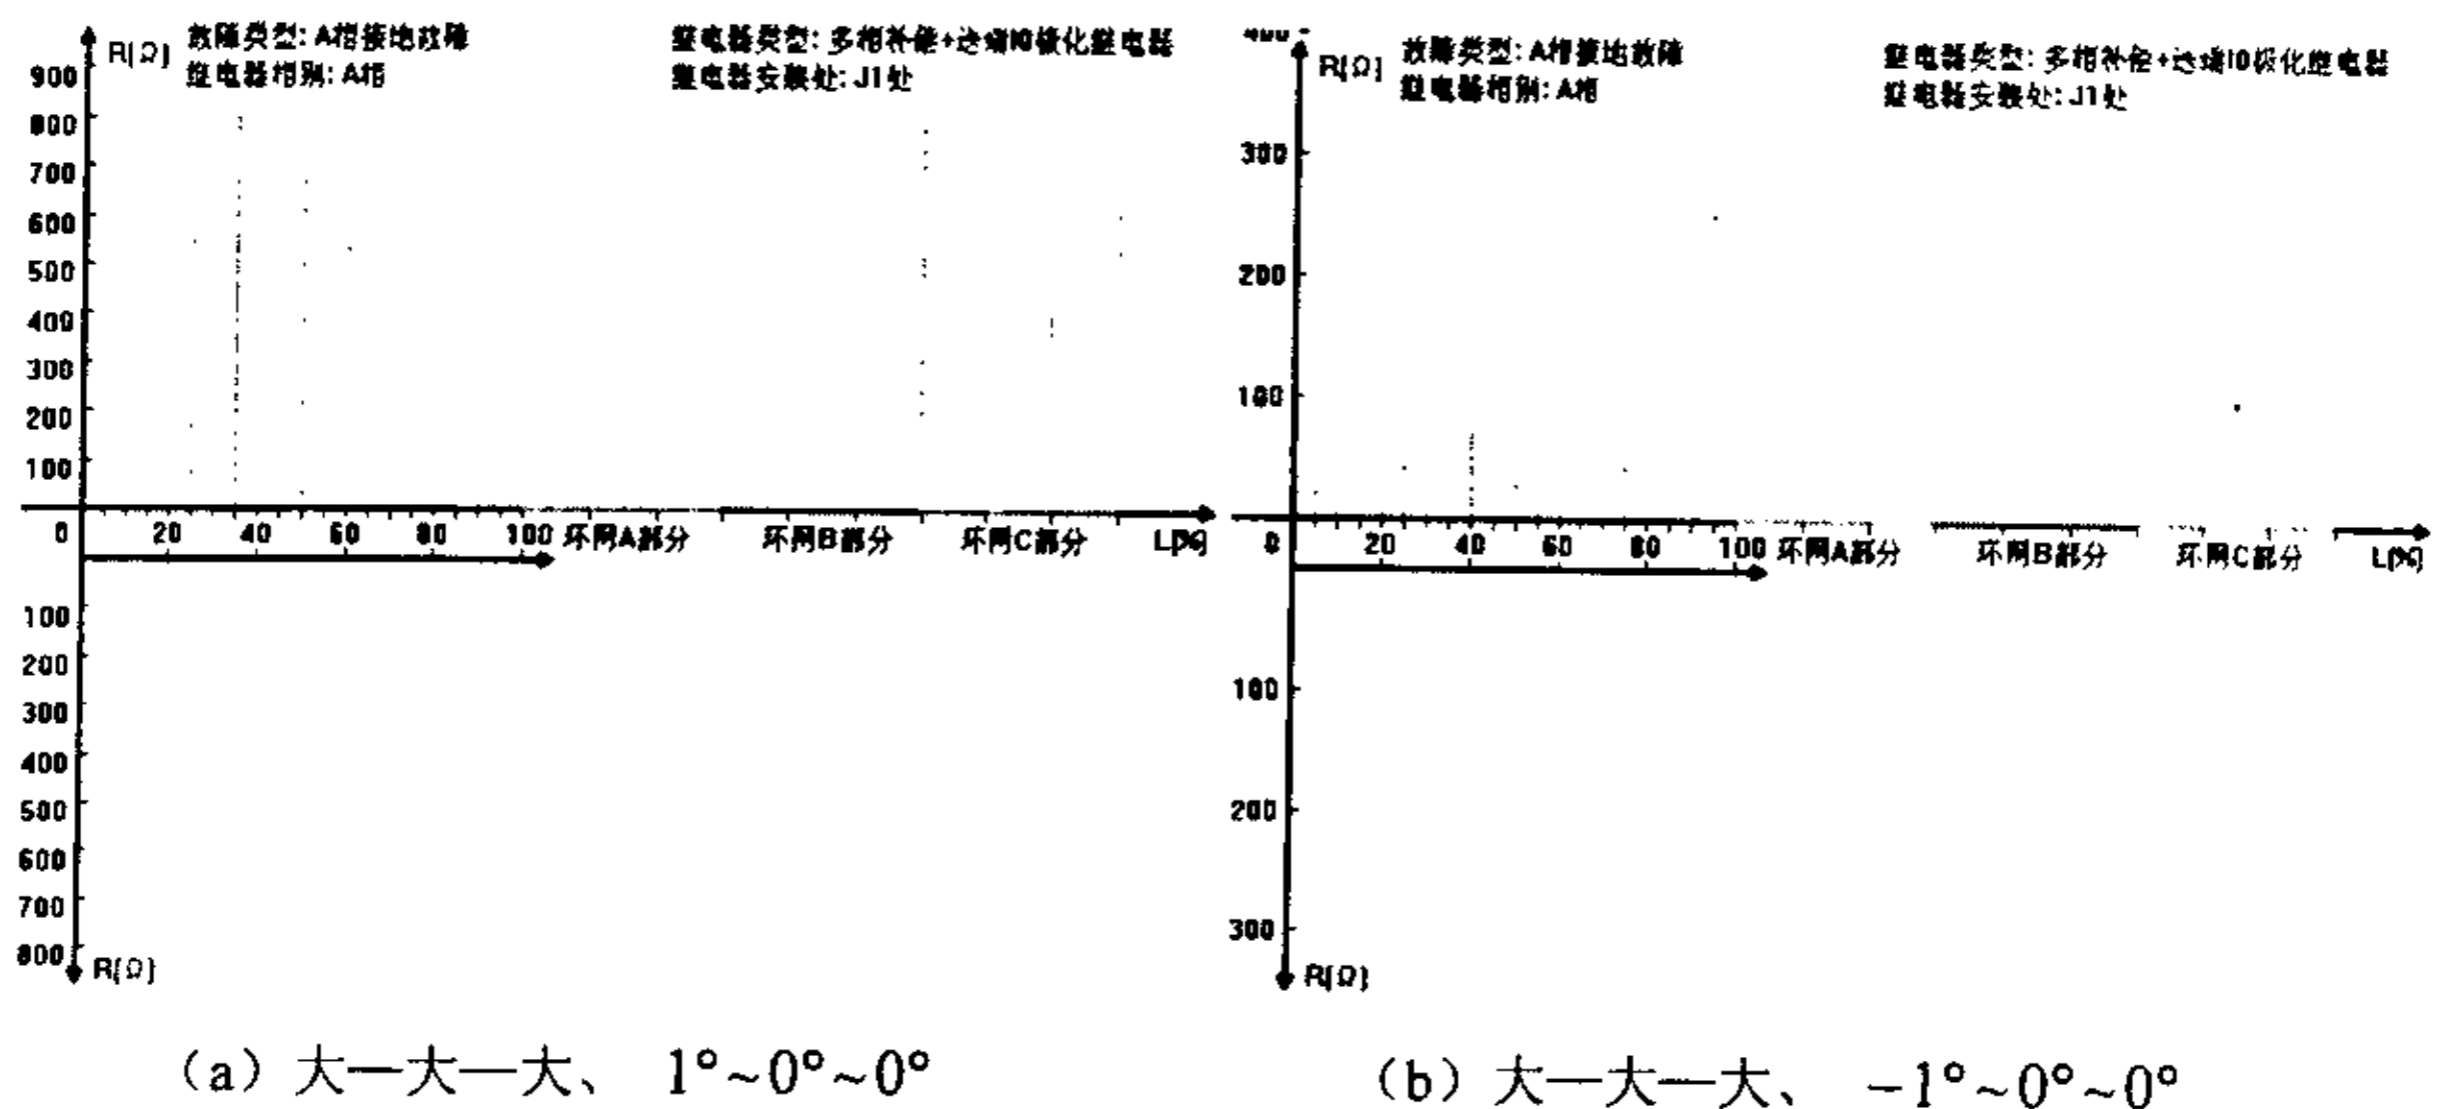 R[Ω]
故障类型: A相接地故障
继电器相别: A相
继电器类型: 多相补偿+远端I0极化继电器
继电器安装处: J1处
900
800
700
600
500
400
300
200
100
0 20 40 60 80 100 环网A部分 环网B部分 环网C部分 L[%]
100
200
300
400
500
600
700
800
R[Ω]
(a) 大—大—大、 1°~0°~0°
400
R[Ω]
故障类型: A相接地故障
继电器相别: A相
继电器类型: 多相补偿+远端I0极化继电器
继电器安装处: J1处
300
200
100
0 20 40 60 80 100 环网A部分 环网B部分 环网C部分 L[%]
100
200
300
R[Ω]
(b) 大—大—大、 -1°~0°~0°